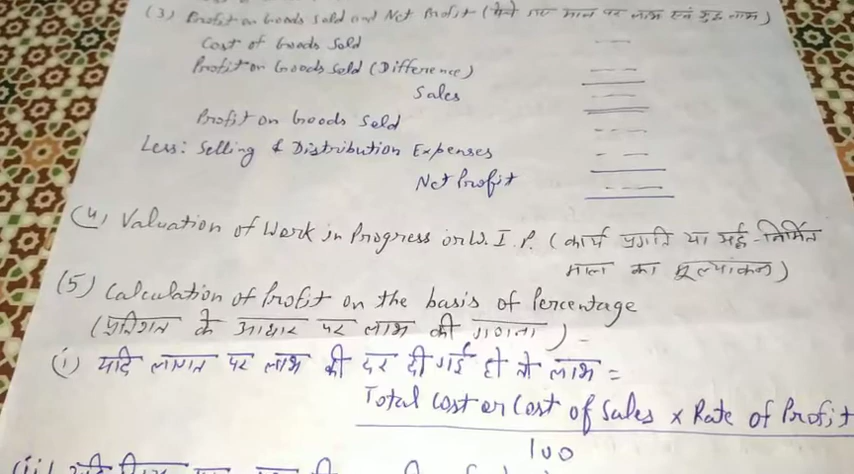 (3) Profit on Goods Sold and Net Profit (बेचे गए माल पर लाभ एवं शुद्ध लाभ)
Cost of Goods Sold
Profit on Goods Sold (Difference)
Sales
Profit on Goods Sold
Less: Selling & Distribution Expenses
Net Profit
(4) Valuation of Work in Progress or W.I.P. (कार्य प्रगति या अर्द्ध-निर्मित
माल का मूल्यांकन)
(5) Calculation of Profit on the basis of Percentage
(प्रतिशत के आधार पर लाभ की गणना) -
(i) यदि लागत पर लाभ की दर दी गई हो तो लाभ =
Total Cost or Cost of Sales × Rate of Profit
100
(ii)